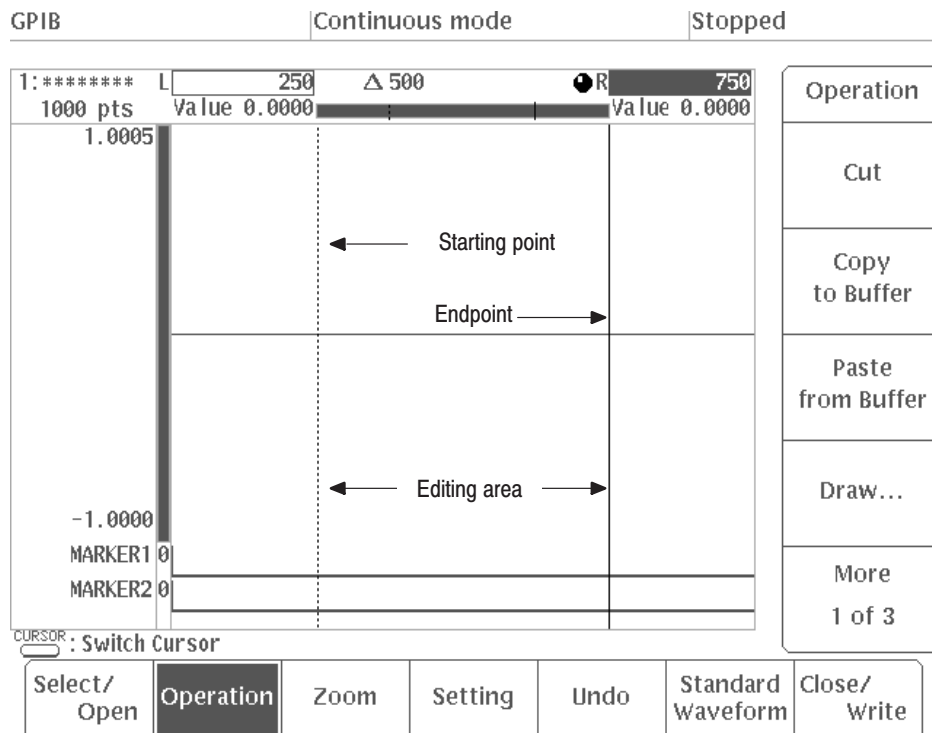 GPIB Continuous mode Stopped
1:******** L 250 Δ 500 R 750
1000 pts Value 0.0000 Value 0.0000
1.0005
Starting point
Endpoint
Editing area
-1.0000
MARKER1 0
MARKER2 0
CURSOR : Switch Cursor
Operation
Cut
Copy
to Buffer
Paste
from Buffer
Draw...
More
1 of 3
Select/
Open
Operation
Zoom
Setting
Undo
Standard
Waveform
Close/
Write